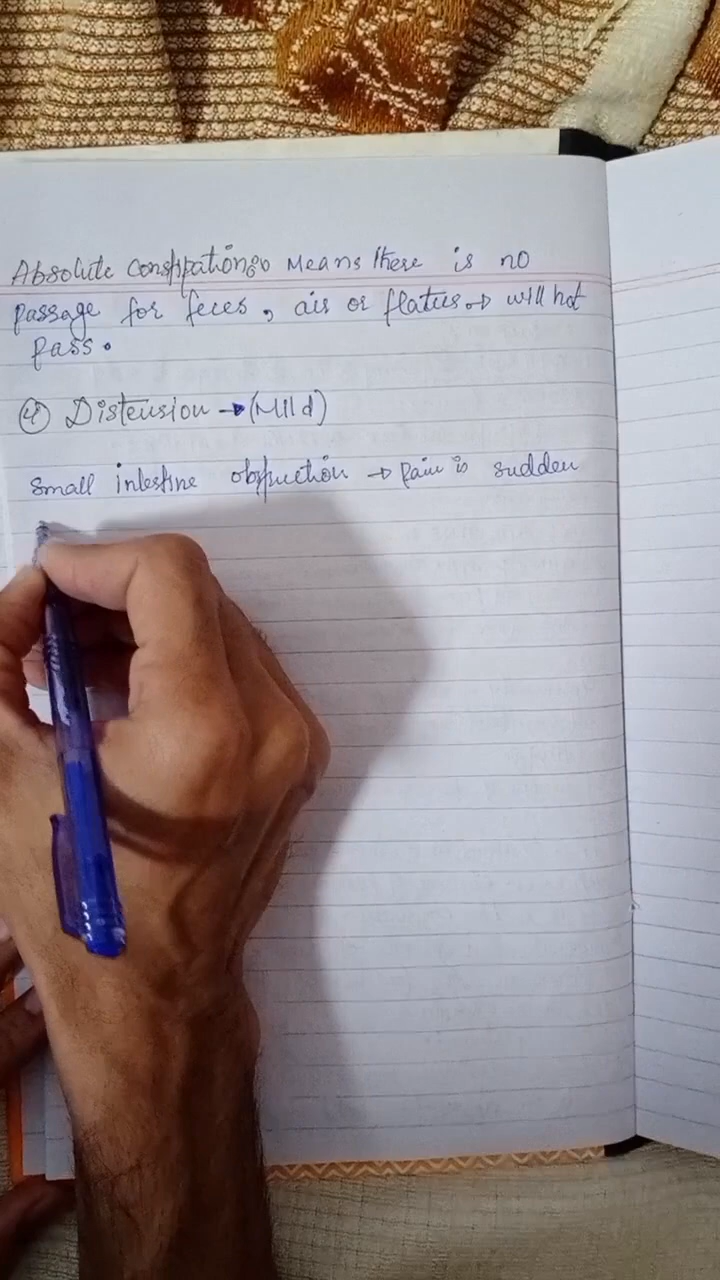 Absolute Constipation:- Means there is no
passage for feces, air or flatus → will not
pass.
④ Distension → (Mild)
Small intestine obstruction → Pain is sudden